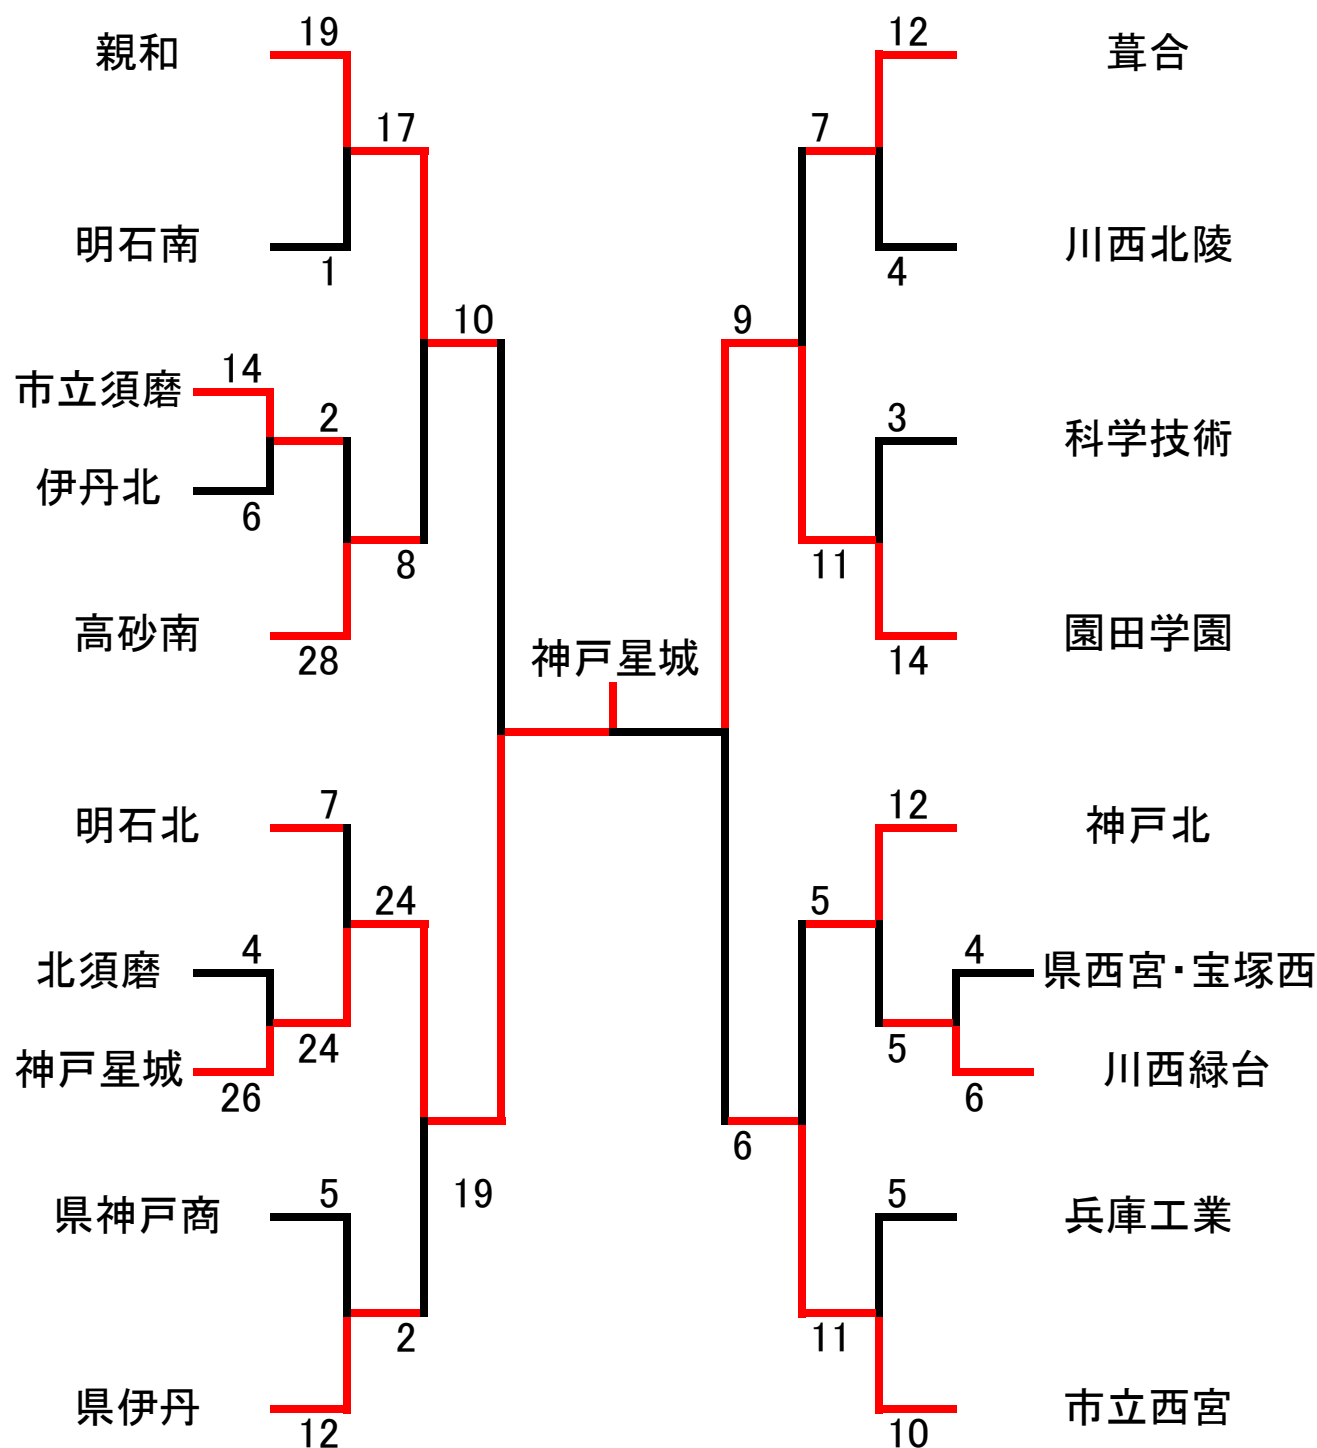 19
親和
17
明石南
1
10
14
市立須磨
2
伊丹北
6
8
高砂南
28
神戸星城
7
明石北
24
4
北須磨
24
神戸星城
26
5
県神戸商
19
2
県伊丹
12
12
葺合
7
川西北陵
4
9
3
科学技術
11
園田学園
14
12
神戸北
5
4
県西宮・宝塚西
5
川西緑台
6
6
5
兵庫工業
11
市立西宮
10